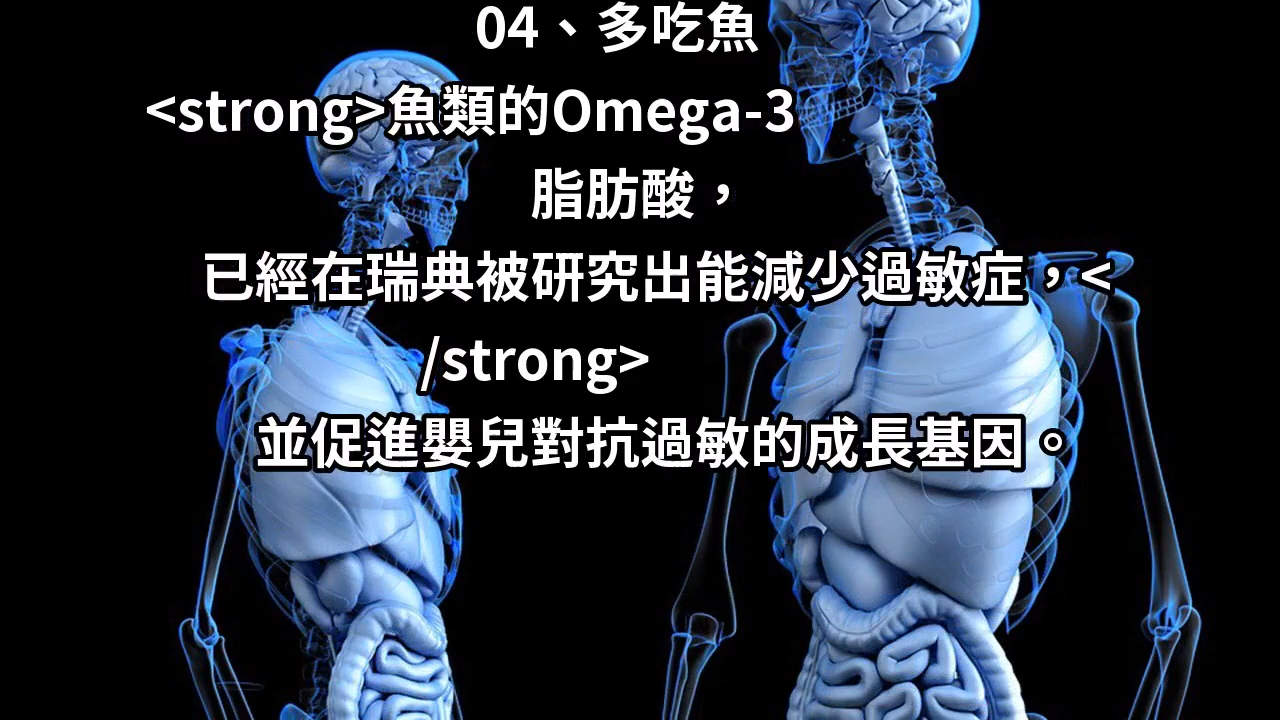 04、多吃魚
<strong>魚類的Omega-3
脂肪酸，
已經在瑞典被研究出能減少過敏症，<
/strong>
並促進嬰兒對抗過敏的成長基因。